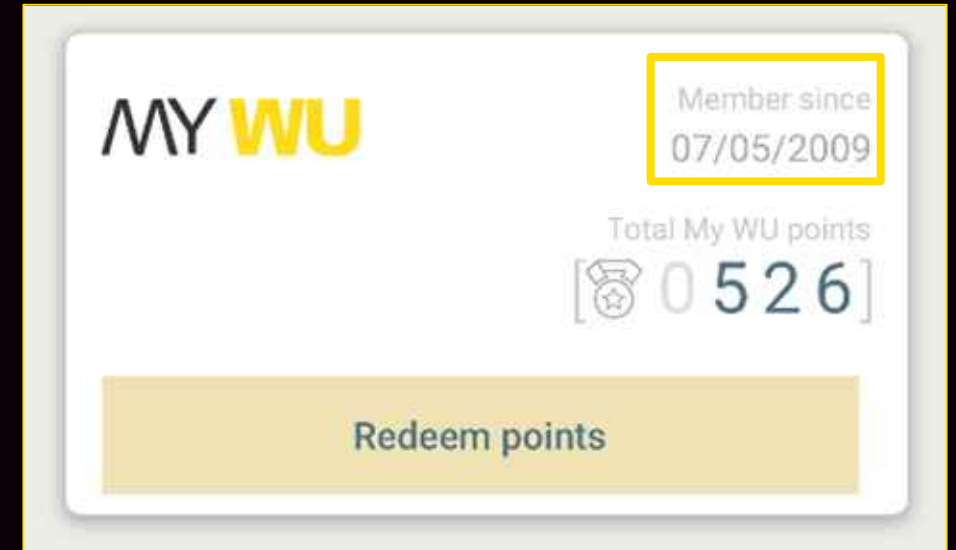 MY WU
Member since
07/05/2009
Total My WU points
[0526]
Redeem points